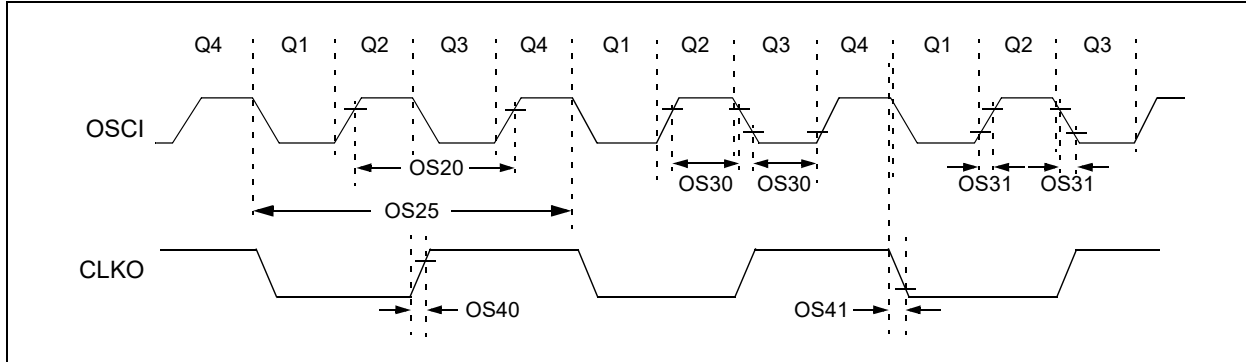 Q4 Q1 Q2 Q3 Q4 Q1 Q2 Q3 Q4 Q1 Q2 Q3
OSCI
OS20
OS30 OS30
OS31 OS31
OS25
CLKO
OS40
OS41